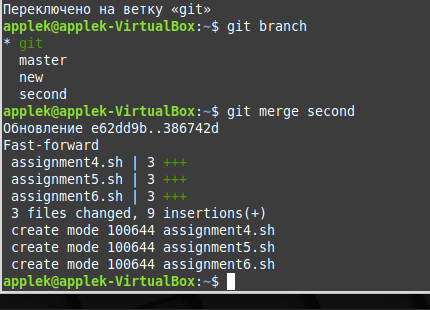 Переключено на ветку «git»
applek@applek-VirtualBox:~$ git branch
* git
  master
  new
  second
applek@applek-VirtualBox:~$ git merge second
Обновление e62dd9b..386742d
Fast-forward
 assignment4.sh | 3 +++
 assignment5.sh | 3 +++
 assignment6.sh | 3 +++
 3 files changed, 9 insertions(+)
 create mode 100644 assignment4.sh
 create mode 100644 assignment5.sh
 create mode 100644 assignment6.sh
applek@applek-VirtualBox:~$